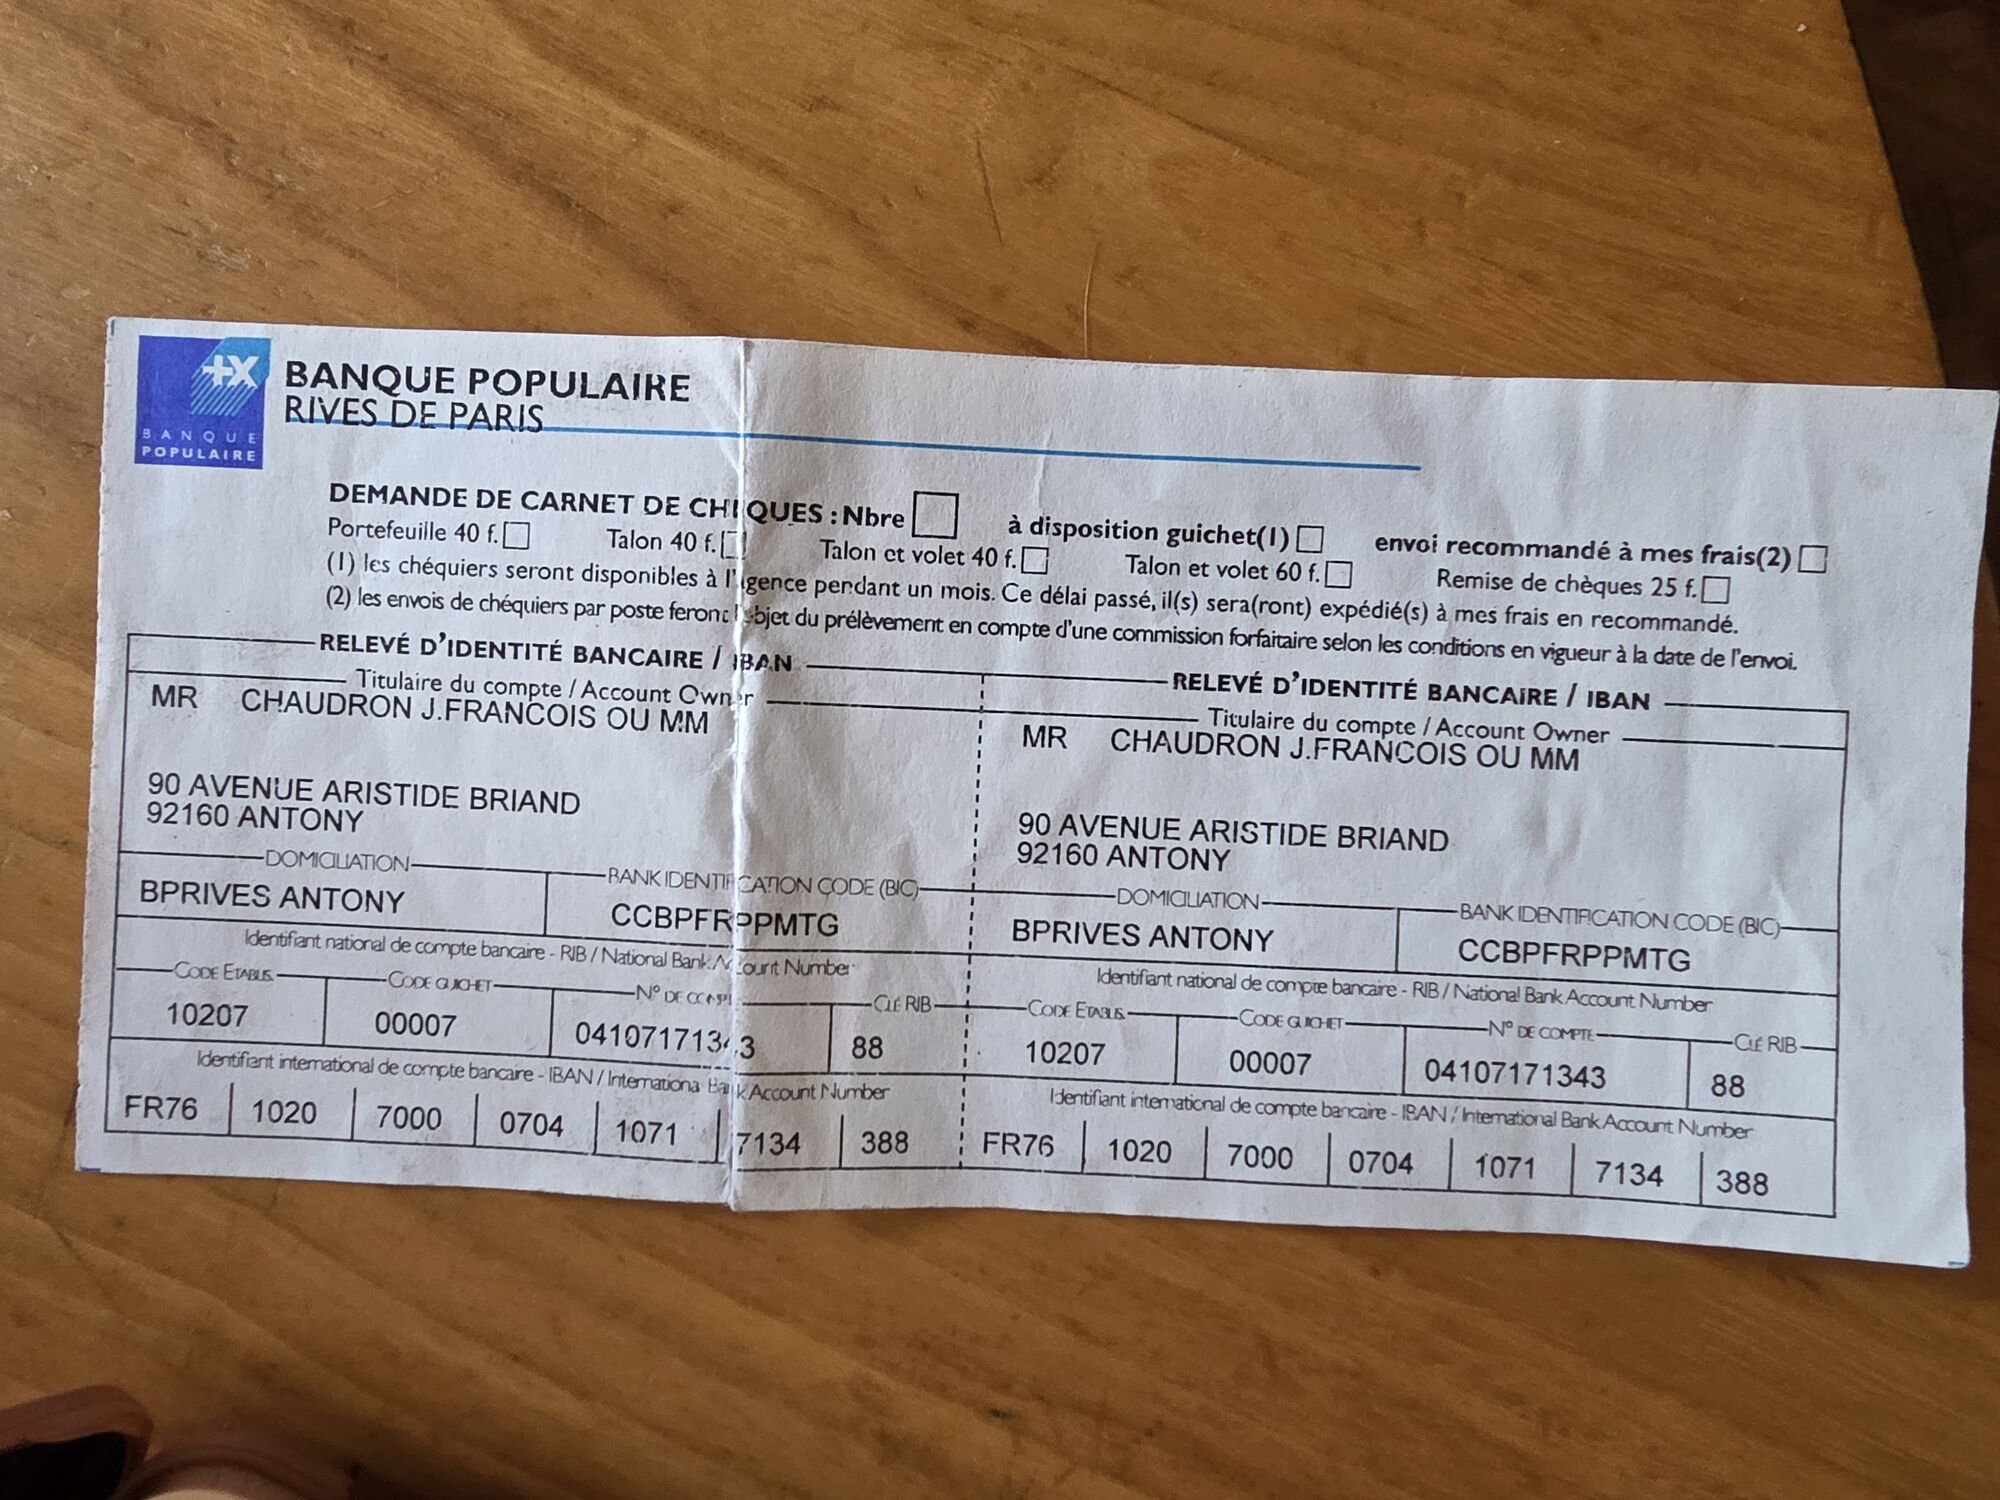 +X
BANQUE
POPULAIRE
BANQUE POPULAIRE
RIVES DE PARIS
DEMANDE DE CARNET DE CHEQUES : Nbre à disposition guichet(1) envoi recommandé à mes frais(2)
Portefeuille 40 f. Talon 40 f. Talon et volet 40 f. Talon et volet 60 f. Remise de chèques 25 f.
(1) les chéquiers seront disponibles à l'agence pendant un mois. Ce délai passé, il(s) sera(ront) expédié(s) à mes frais en recommandé.
(2) les envois de chéquiers par poste feront l'objet du prélèvement en compte d'une commission forfaitaire selon les conditions en vigueur à la date de l'envoi.
RELEVÉ D'IDENTITÉ BANCAIRE / IBAN
Titulaire du compte / Account Owner
MR CHAUDRON J.FRANCOIS OU MM
90 AVENUE ARISTIDE BRIAND
92160 ANTONY
DOMICILIATION BANK IDENTIFICATION CODE (BIC)
BPRIVES ANTONY CCBPFRPPMTG
Identifiant national de compte bancaire - RIB / National Bank Account Number
CODE ETABLIS. CODE GUICHET N° DE COMPTE CLÉ RIB
10207 00007 04107171343 88
Identifiant international de compte bancaire - IBAN / International Bank Account Number
FR76 1020 7000 0704 1071 7134 388
RELEVÉ D'IDENTITÉ BANCAIRE / IBAN
Titulaire du compte / Account Owner
MR CHAUDRON J.FRANCOIS OU MM
90 AVENUE ARISTIDE BRIAND
92160 ANTONY
DOMICILIATION BANK IDENTIFICATION CODE (BIC)
BPRIVES ANTONY CCBPFRPPMTG
Identifiant national de compte bancaire - RIB / National Bank Account Number
CODE ETABLIS. CODE GUICHET N° DE COMPTE CLÉ RIB
10207 00007 04107171343 88
Identifiant international de compte bancaire - IBAN / International Bank Account Number
FR76 1020 7000 0704 1071 7134 388